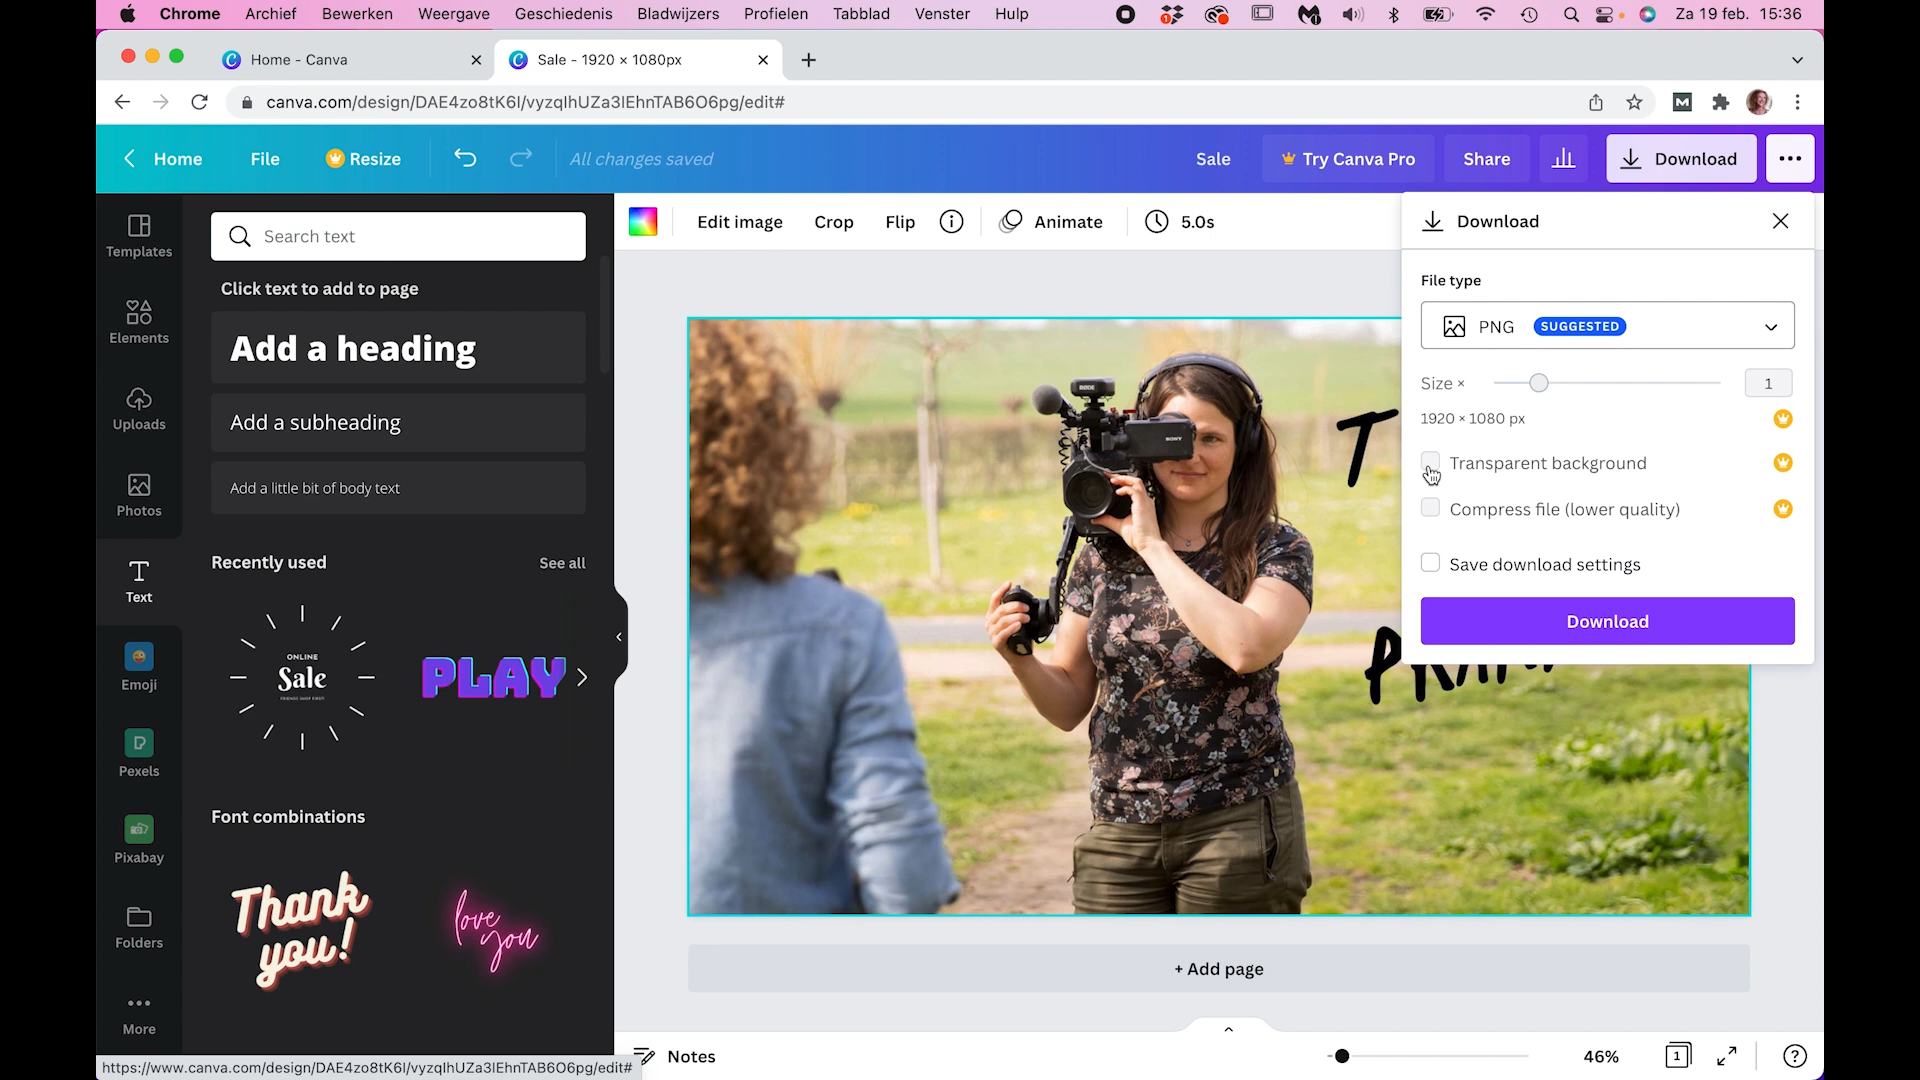 Chrome Archief Bewerken Weergave Geschiedenis Bladwijzers Profielen Tabblad Venster Hulp Za 19 feb. 15:36
Home - Canva Sale - 1920 × 1080px
canva.com/design/DAE4zo8tK6I/vyzqIhUZa3IEhnTAB6O6pg/edit#
Home File Resize All changes saved Sale Try Canva Pro Share Download
Templates
Elements
Uploads
Photos
Text
Emoji
Pexels
Pixabay
Folders
More
Search text
Click text to add to page
Add a heading
Add a subheading
Add a little bit of body text
Recently used See all
ONLINE
Sale
PLAY
Font combinations
Thank
you!
love
you
Edit image Crop Flip Animate 5.0s
Download
File type
PNG SUGGESTED
Size × 1
1920 × 1080 px
Transparent background
Compress file (lower quality)
Save download settings
Download
RØDE
SONY
+ Add page
Notes 46% 1
https://www.canva.com/design/DAE4zo8tK6I/vyzqIhUZa3IEhnTAB6O6pg/edit#